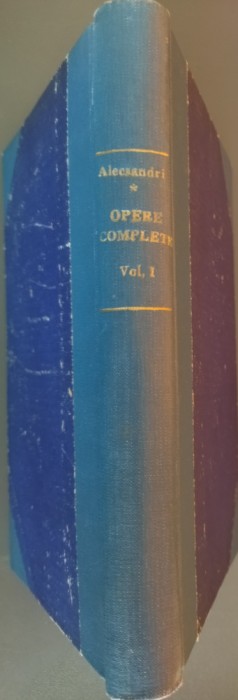 Alecsandri
*
OPERE
COMPLETE
Vol. I